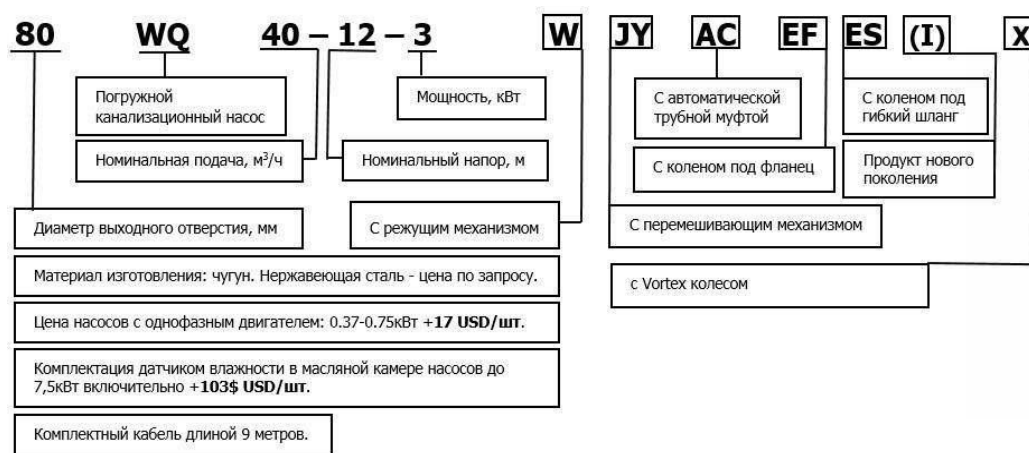 80 WQ 40 – 12 – 3 W JY AC EF ES (I) X
Погружной
канализационный насос
Мощность, кВт
С автоматической
трубной муфтой
С коленом под
гибкий шланг
Номинальная подача, м³/ч
Номинальный напор, м
С коленом под фланец
Продукт нового
поколения
Диаметр выходного отверстия, мм
С режущим механизмом
С перемешивающим механизмом
Материал изготовления: чугун. Нержавеющая сталь - цена по запросу.
с Vortex колесом
Цена насосов с однофазным двигателем: 0.37-0.75кВт +17 USD/шт.
Комплектация датчиком влажности в масляной камере насосов до
7,5кВт включительно +103$ USD/шт.
Комплектный кабель длиной 9 метров.